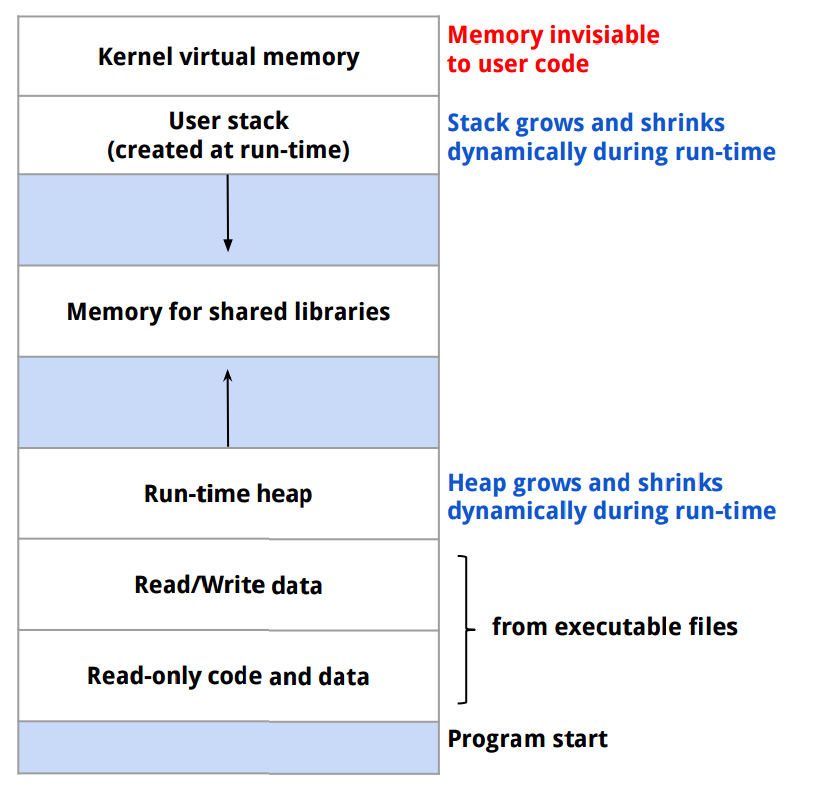 Kernel virtual memory
Memory invisiable
to user code
User stack
(created at run-time)
Stack grows and shrinks
dynamically during run-time
Memory for shared libraries
Run-time heap
Heap grows and shrinks
dynamically during run-time
Read/Write data
from executable files
Read-only code and data
Program start